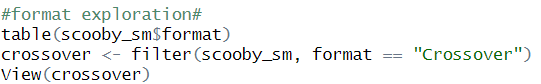 #format exploration#
table(scooby_sm$format)
crossover <- filter(scooby_sm, format == "Crossover")
View(crossover)